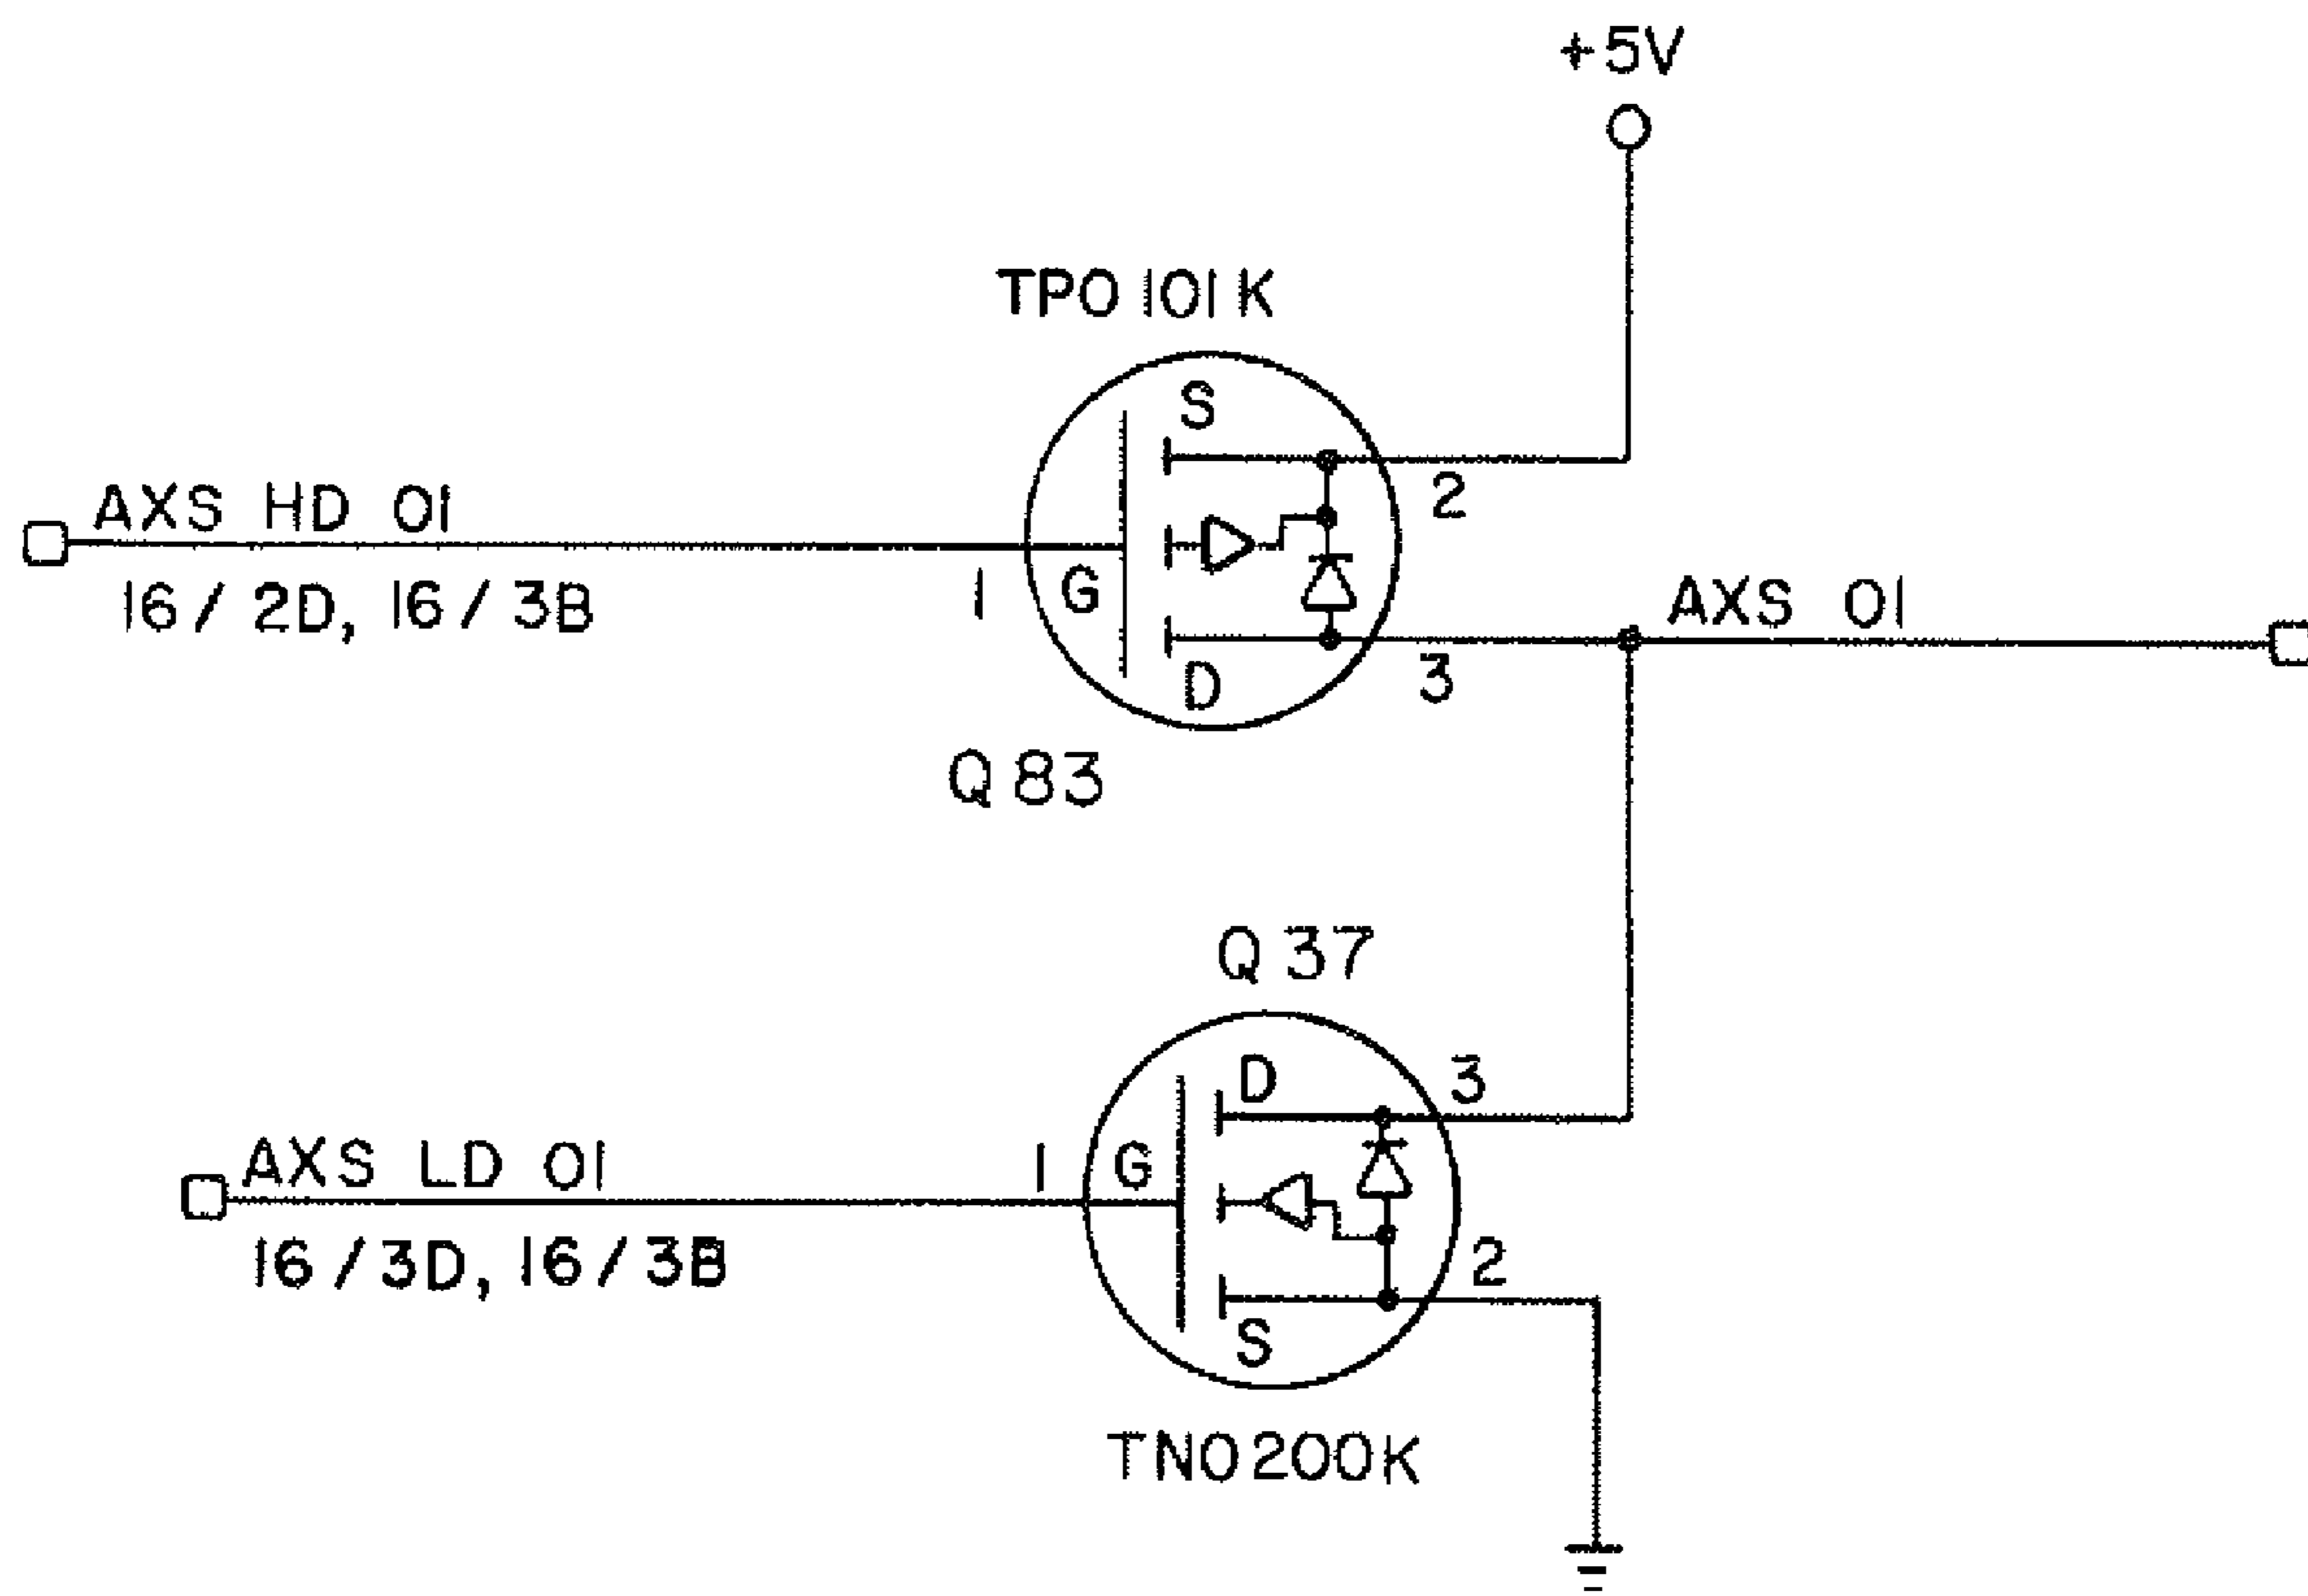 +5V
TP0101K
S
2
AXS HD 01
1
G
16/2D, 16/3B
AXS 01
3
D
Q83
Q37
D
3
AXS LD 01
1
G
16/3D, 16/3B
2
S
TN0200K